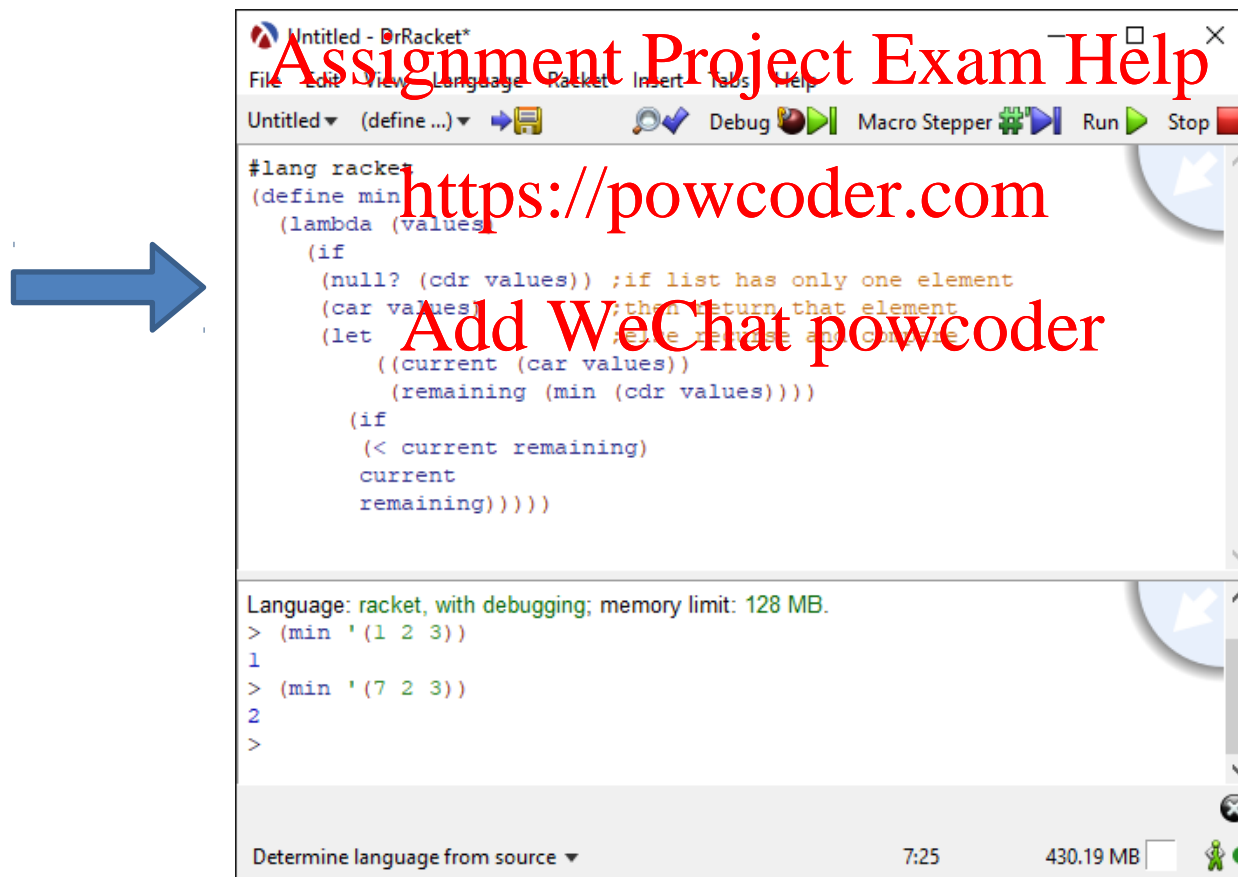 Untitled - DrRacket*
Assignment Project Exam Help
File Edit View Language Racket Insert Tabs Help
Untitled (define ...) Debug Macro Stepper Run Stop
#lang racket
https://powcoder.com
(define min
(lambda (values)
(if
(null? (cdr values)) ;if list has only one element
(car values) ;then return that element
Add WeChat powcoder
(let ;else recurse and compare
((current (car values))
(remaining (min (cdr values))))
(if
(< current remaining)
current
remaining)))))
Language: racket, with debugging; memory limit: 128 MB.
> (min '(1 2 3))
1
> (min '(7 2 3))
2
>
Determine language from source 7:25 430.19 MB